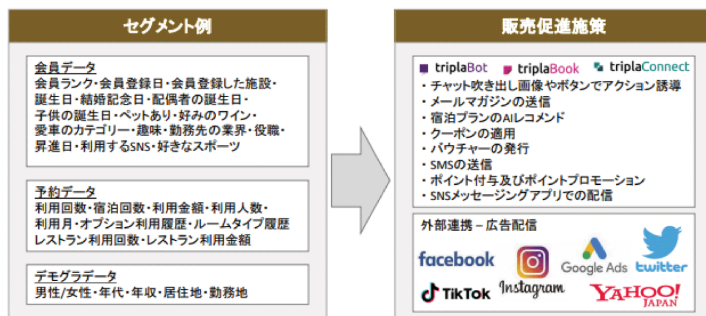 セグメント例
会員データ
会員ランク・会員登録日・会員登録した施設・
誕生日・結婚記念日・配偶者の誕生日・
子供の誕生日・ペットあり・好みのワイン・
愛車のカテゴリー・趣味・勤務先の業界・役職・
昇進日・利用するSNS・好きなスポーツ
予約データ
利用回数・宿泊回数・利用金額・利用人数・
利用月・オプション利用履歴・ルームタイプ履歴
レストラン利用回数・レストラン利用金額
デモグラデータ
男性/女性・年代・年収・居住地・勤務地
販売促進施策
triplaBot triplaBook triplaConnect
・チャット吹き出し画像やボタンでアクション誘導
・メールマガジンの送信
・宿泊プランのAIレコメンド
・クーポンの適用
・バウチャーの発行
・SMSの送信
・ポイント付与及びポイントプロモーション
・SNSメッセージングアプリでの配信
外部連携 – 広告配信
facebook Instagram Google Ads twitter
TikTok YAHOO!
JAPAN